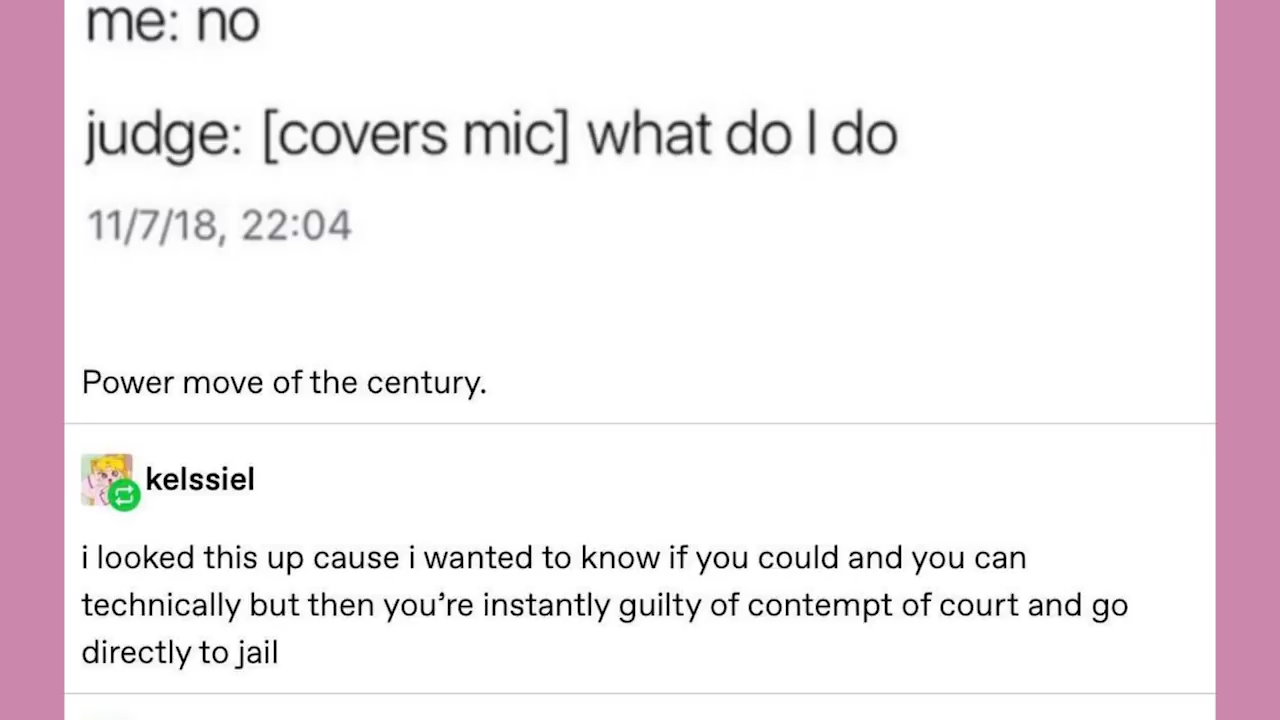 me: no
judge: [covers mic] what do I do
11/7/18, 22:04
Power move of the century.
kelssiel
i looked this up cause i wanted to know if you could and you can
technically but then you’re instantly guilty of contempt of court and go
directly to jail